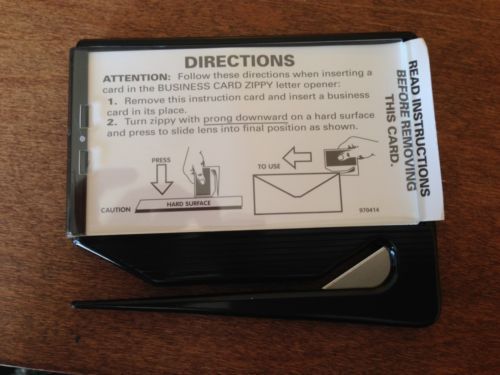 DIRECTIONS
ATTENTION: Follow these directions when inserting a
card in the BUSINESS CARD ZIPPY letter opener:
1. Remove this instruction card and insert a business
card in its place.
2. Turn zippy with prong downward on a hard surface
and press to slide lens into final position as shown.
PRESS
TO USE
CAUTION
HARD SURFACE
970414
READ INSTRUCTIONS
BEFORE REMOVING
THIS CARD.